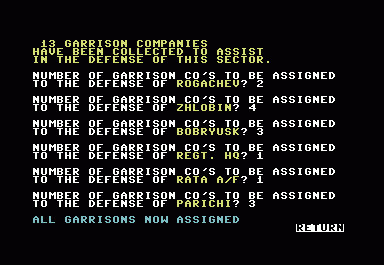 13 GARRISON COMPANIES
HAVE BEEN COLLECTED TO ASSIST
IN THE DEFENSE OF THIS SECTOR.
NUMBER OF GARRISON CO'S TO BE ASSIGNED
TO THE DEFENSE OF ROGACHEV? 2
NUMBER OF GARRISON CO'S TO BE ASSIGNED
TO THE DEFENSE OF ZHLOBIN? 4
NUMBER OF GARRISON CO'S TO BE ASSIGNED
TO THE DEFENSE OF BOBRYUSK? 3
NUMBER OF GARRISON CO'S TO BE ASSIGNED
TO THE DEFENSE OF REGT. HQ? 1
NUMBER OF GARRISON CO'S TO BE ASSIGNED
TO THE DEFENSE OF RATA A/F? 1
NUMBER OF GARRISON CO'S TO BE ASSIGNED
TO THE DEFENSE OF PARICHI? 3
ALL GARRISONS NOW ASSIGNED
RETURN